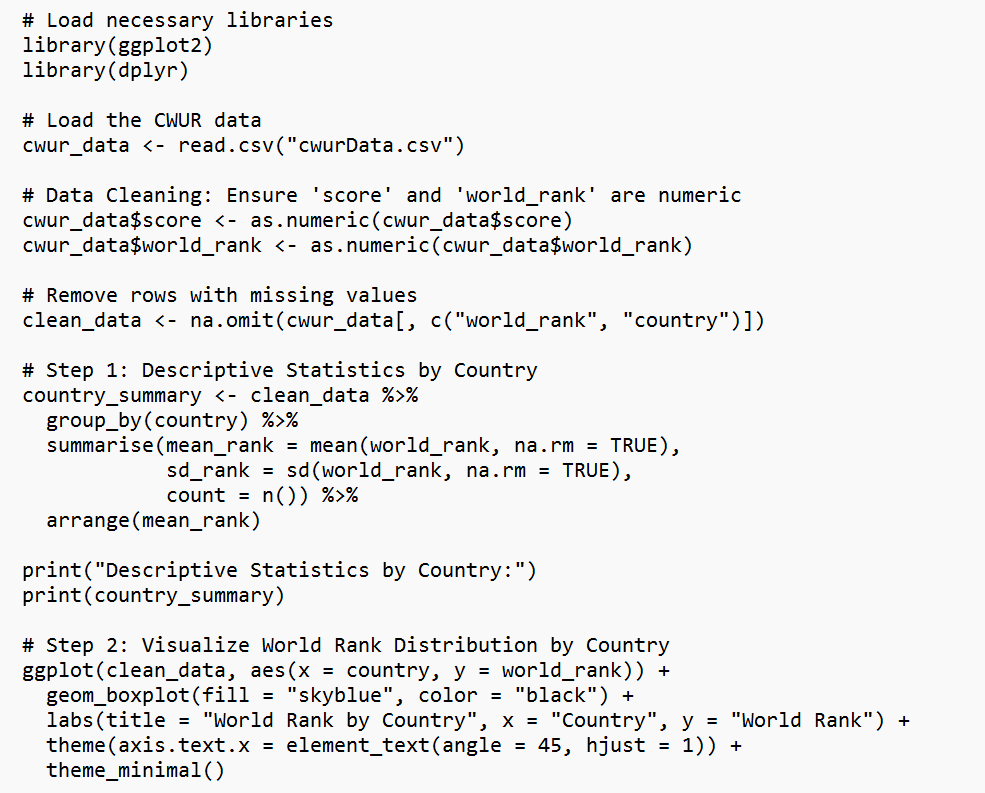 # Load necessary libraries
library(ggplot2)
library(dplyr)

# Load the CWUR data
cwur_data <- read.csv("cwurData.csv")

# Data Cleaning: Ensure 'score' and 'world_rank' are numeric
cwur_data$score <- as.numeric(cwur_data$score)
cwur_data$world_rank <- as.numeric(cwur_data$world_rank)

# Remove rows with missing values
clean_data <- na.omit(cwur_data[, c("world_rank", "country")])

# Step 1: Descriptive Statistics by Country
country_summary <- clean_data %>%
  group_by(country) %>%
  summarise(mean_rank = mean(world_rank, na.rm = TRUE),
            sd_rank = sd(world_rank, na.rm = TRUE),
            count = n()) %>%
  arrange(mean_rank)

print("Descriptive Statistics by Country:")
print(country_summary)

# Step 2: Visualize World Rank Distribution by Country
ggplot(clean_data, aes(x = country, y = world_rank)) +
  geom_boxplot(fill = "skyblue", color = "black") +
  labs(title = "World Rank by Country", x = "Country", y = "World Rank") +
  theme(axis.text.x = element_text(angle = 45, hjust = 1)) +
  theme_minimal()